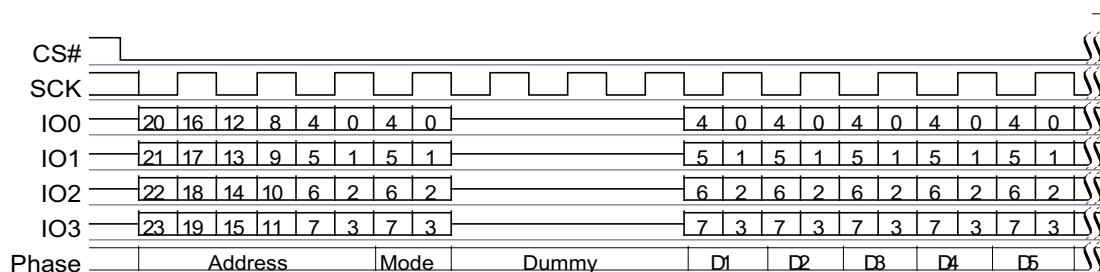 CS#
SCK
IO0 20 16 12 8 4 0 4 0 4 0 4 0 4 0 4 0 4 0
IO1 21 17 13 9 5 1 5 1 5 1 5 1 5 1 5 1 5 1
IO2 22 18 14 10 6 2 6 2 6 2 6 2 6 2 6 2 6 2
IO3 23 19 15 11 7 3 7 3 7 3 7 3 7 3 7 3 7 3
Phase Address Mode Dummy D1 D2 D3 D4 D5